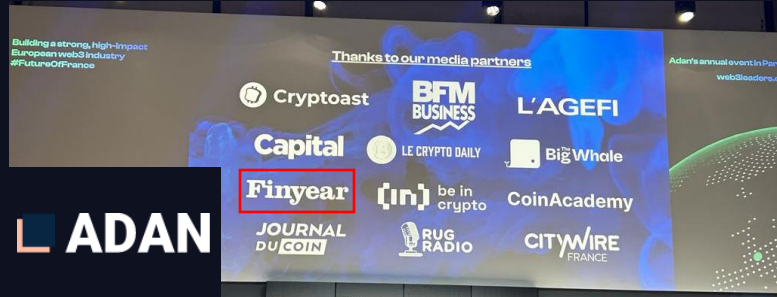 Building a strong, high-impact
European web3 industry
#FutureOfFrance
Thanks to our media partners
Adan's annual event in Par
web3leaders.
Cryptoast
BFM
BUSINESS
L'AGEFI
Capital
LE CRYPTO DAILY
The
Big Whale
Finyear
(in)
be in
crypto
CoinAcademy
JOURNAL
DU COIN
RUG
RADIO
CITYWIRE
FRANCE
ADAN